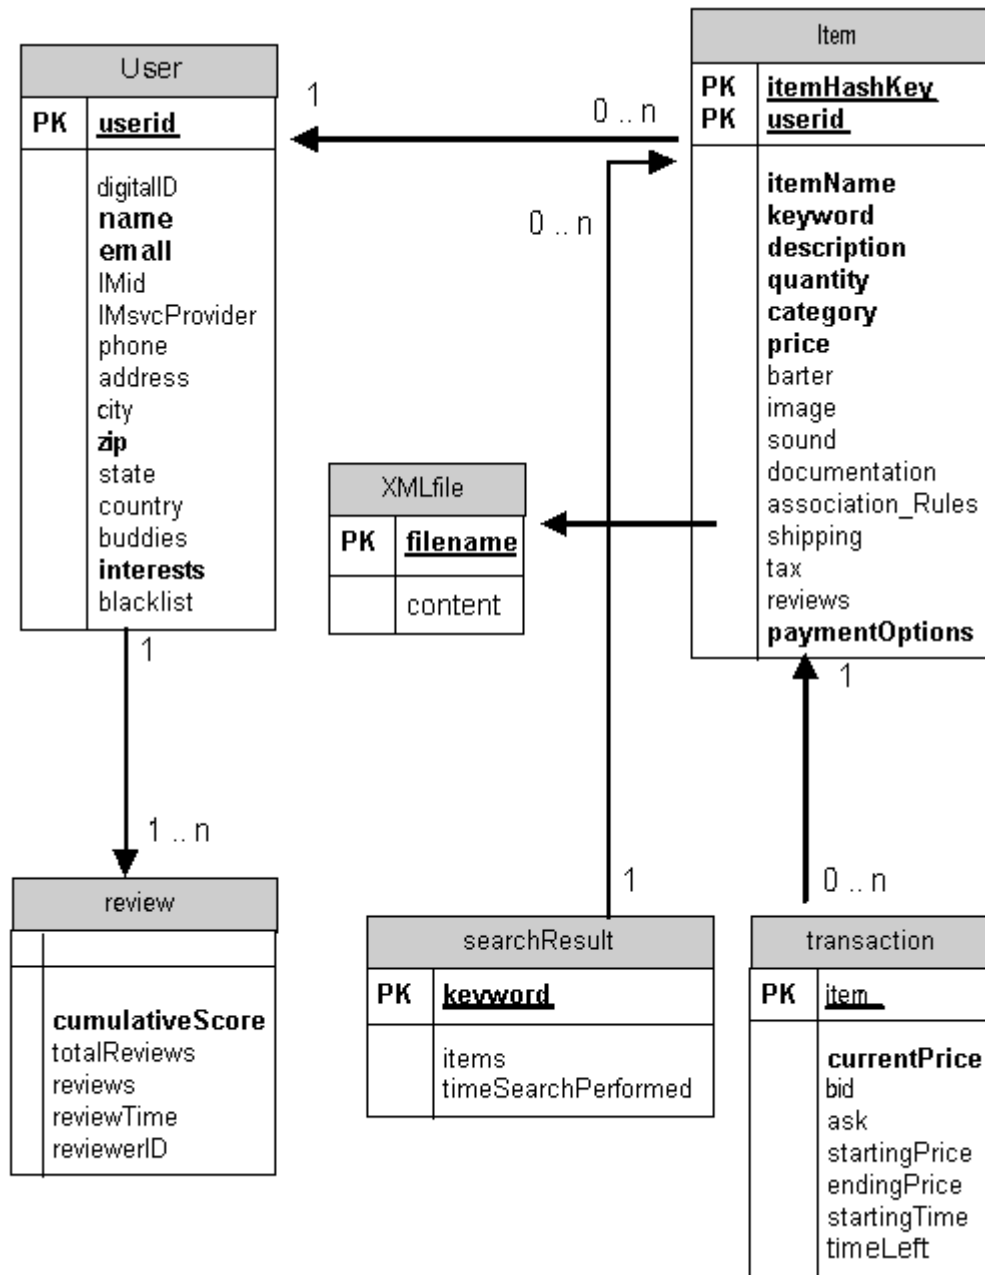 User
PK userid
digitalID
name
email
IMid
IMsvcProvider
phone
address
city
zip
state
country
buddies
interests
blacklist
1
0 .. n
Item
PK itemHashKey
PK userid
itemName
keyword
description
quantity
category
price
barter
image
sound
documentation
association_Rules
shipping
tax
reviews
paymentOptions
0 .. n
XMLfile
PK filename
content
1
1 .. n
review
cumulativeScore
totalReviews
reviews
reviewTime
reviewerID
1
searchResult
PK keyword
items
timeSearchPerformed
1
0 .. n
transaction
PK item
currentPrice
bid
ask
startingPrice
endingPrice
startingTime
timeLeft